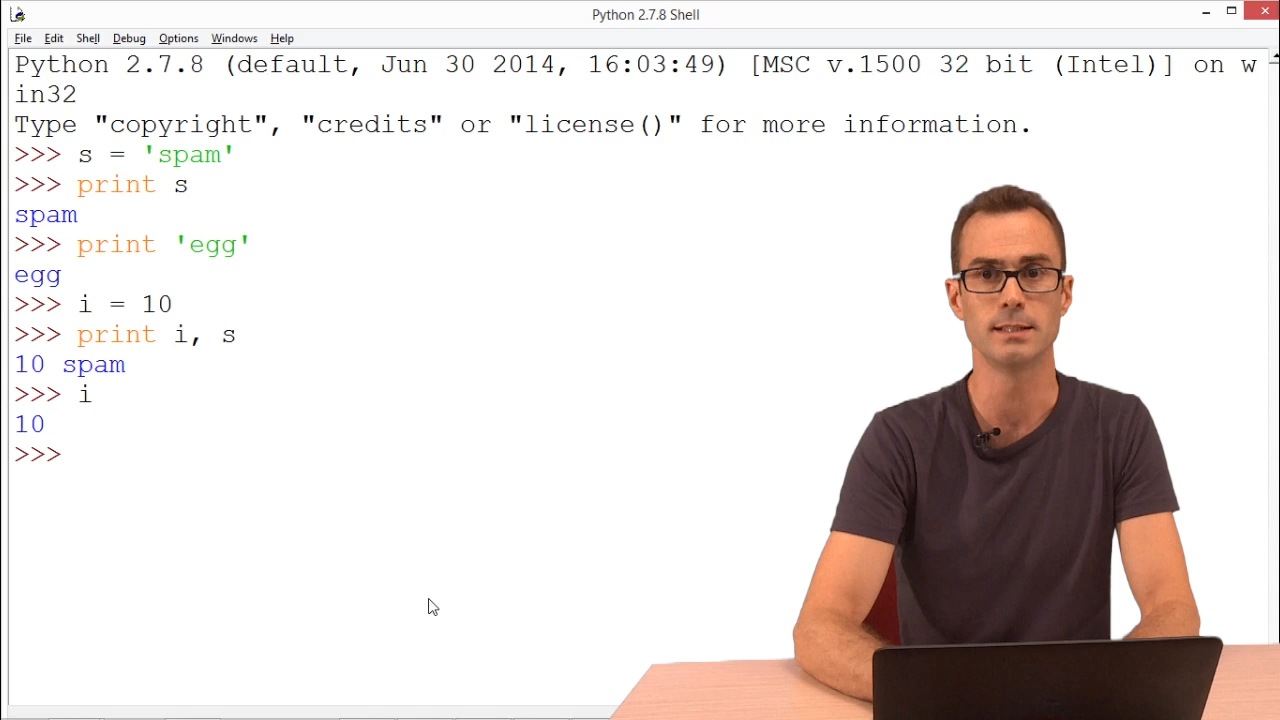 Python 2.7.8 Shell
File Edit Shell Debug Options Windows Help
Python 2.7.8 (default, Jun 30 2014, 16:03:49) [MSC v.1500 32 bit (Intel)] on w
in32
Type "copyright", "credits" or "license()" for more information.
>>> s = 'spam'
>>> print s
spam
>>> print 'egg'
egg
>>> i = 10
>>> print i, s
10 spam
>>> i
10
>>>